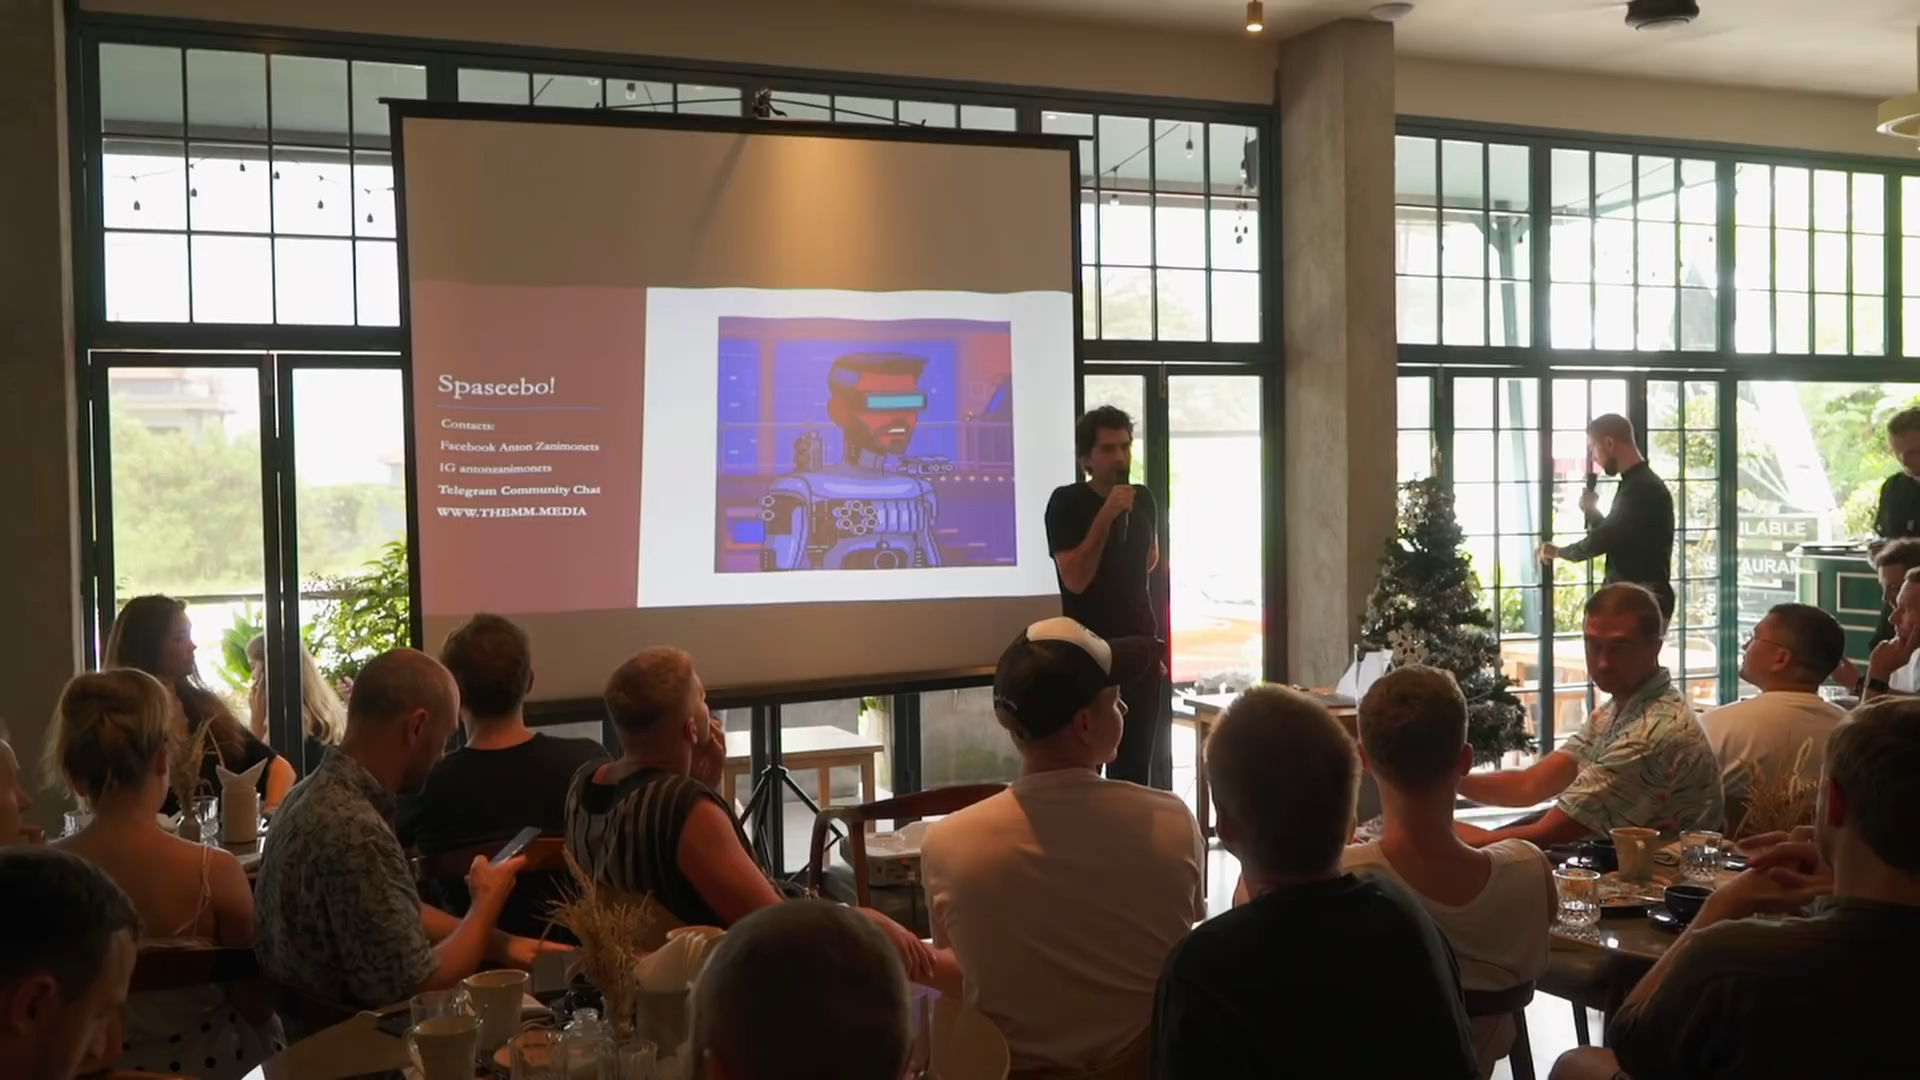 Spaseebo!
Contacts:
Facebook Anton Zanimonets
IG antonzanimonets
Telegram Community Chat
WWW.THEMM.MEDIA